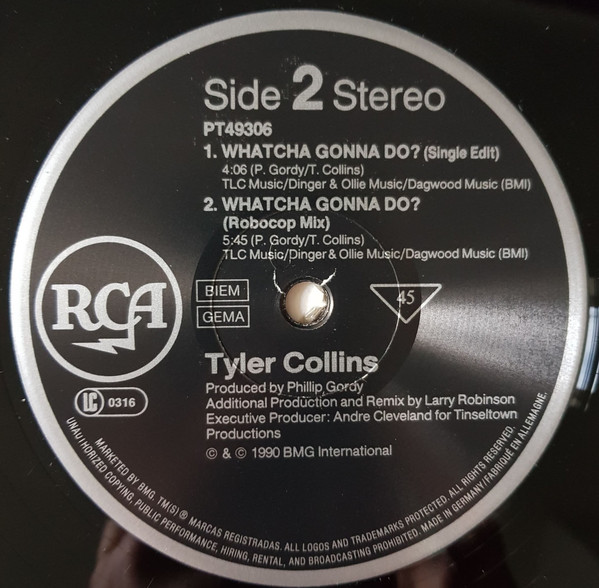 Side 2 Stereo
PT49306
1. WHATCHA GONNA DO? (Single Edit)
4:06 (P. Gordy/T. Collins)
TLC Music/Dinger & Ollie Music/Dagwood Music (BMI)
2. WHATCHA GONNA DO?
(Robocop Mix)
5:45 (P. Gordy/T. Collins)
TLC Music/Dinger & Ollie Music/Dagwood Music (BMI)
RCA
BIEM
GEMA
45
LC 0316
Tyler Collins
Produced by Phillip Gordy
Additional Production and Remix by Larry Robinson
Executive Producer: Andre Cleveland for Tinseltown
Productions
© & © 1990 BMG International
MARKETED BY BMG. TM(S)® MARCAS REGISTRADAS. ALL LOGOS AND TRADEMARKS PROTECTED. ALL RIGHTS RESERVED.
UNAUTHORIZED COPYING, PUBLIC PERFORMANCE, HIRING, RENTAL, AND BROADCASTING PROHIBITED. MADE IN GERMANY/FABRIQUÉ EN ALLEMAGNE.